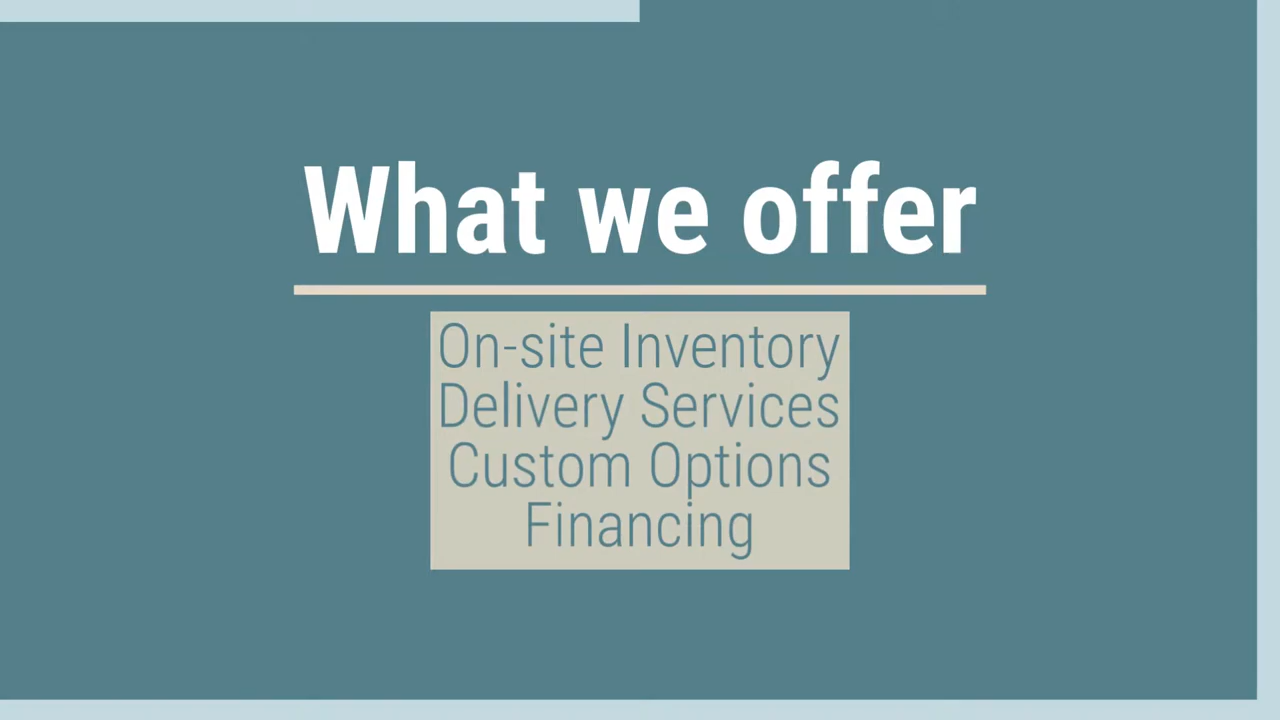 What we offer
On-site Inventory
Delivery Services
Custom Options
Financing